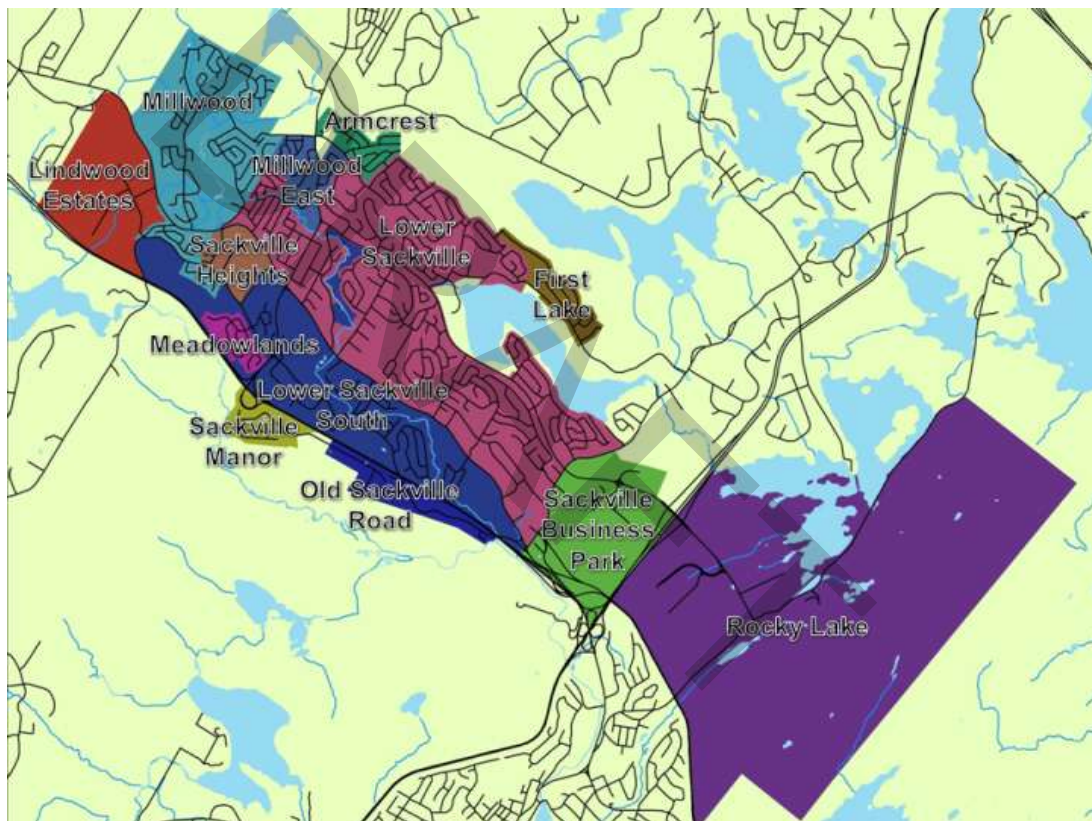 Millwood
Armcrest
Lindwood
Estates
Millwood
East
Lower
Sackville
Sackville
Heights
First
Lake
Meadowlands
Lower Sackville
South
Sackville
Manor
Old Sackville
Road
Sackville
Business
Park
Rocky Lake
DRAFT